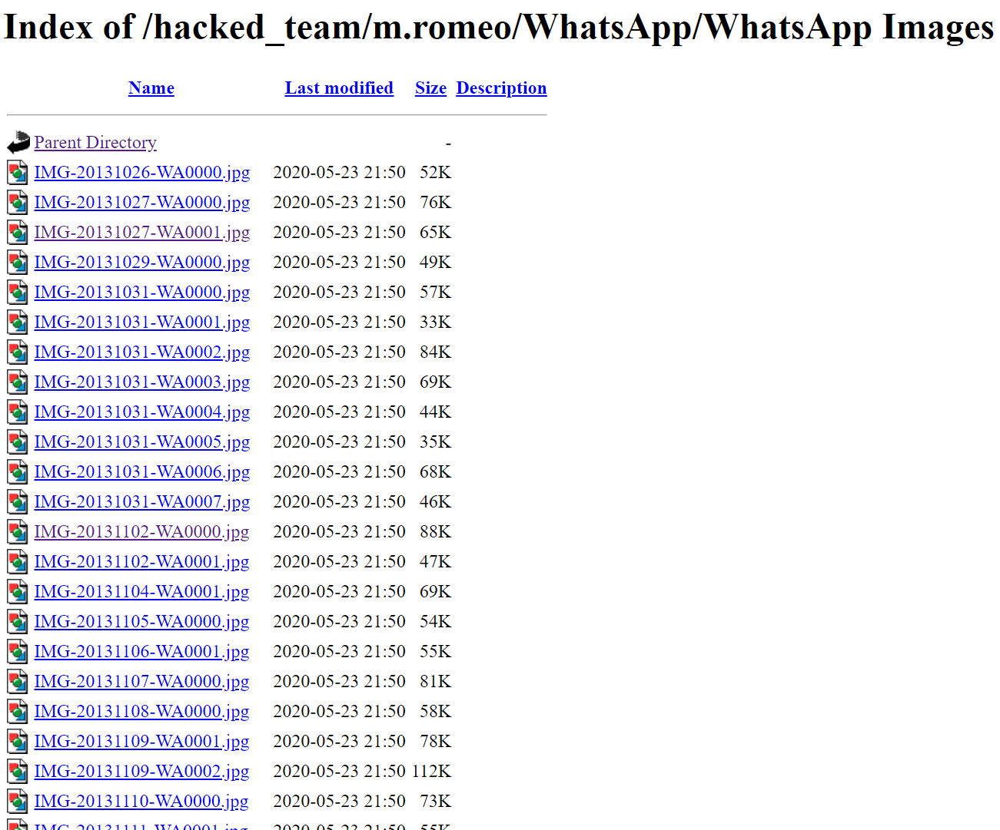 Index of /hacked_team/m.romeo/WhatsApp/WhatsApp Images
Name Last modified Size Description
Parent Directory -
IMG-20131026-WA0000.jpg 2020-05-23 21:50 52K
IMG-20131027-WA0000.jpg 2020-05-23 21:50 76K
IMG-20131027-WA0001.jpg 2020-05-23 21:50 65K
IMG-20131029-WA0000.jpg 2020-05-23 21:50 49K
IMG-20131031-WA0000.jpg 2020-05-23 21:50 57K
IMG-20131031-WA0001.jpg 2020-05-23 21:50 33K
IMG-20131031-WA0002.jpg 2020-05-23 21:50 84K
IMG-20131031-WA0003.jpg 2020-05-23 21:50 69K
IMG-20131031-WA0004.jpg 2020-05-23 21:50 44K
IMG-20131031-WA0005.jpg 2020-05-23 21:50 35K
IMG-20131031-WA0006.jpg 2020-05-23 21:50 68K
IMG-20131031-WA0007.jpg 2020-05-23 21:50 46K
IMG-20131102-WA0000.jpg 2020-05-23 21:50 88K
IMG-20131102-WA0001.jpg 2020-05-23 21:50 47K
IMG-20131104-WA0001.jpg 2020-05-23 21:50 69K
IMG-20131105-WA0000.jpg 2020-05-23 21:50 54K
IMG-20131106-WA0001.jpg 2020-05-23 21:50 55K
IMG-20131107-WA0000.jpg 2020-05-23 21:50 81K
IMG-20131108-WA0000.jpg 2020-05-23 21:50 58K
IMG-20131109-WA0001.jpg 2020-05-23 21:50 78K
IMG-20131109-WA0002.jpg 2020-05-23 21:50 112K
IMG-20131110-WA0000.jpg 2020-05-23 21:50 73K
IMG-20131111-WA0001.jpg 2020-05-23 21:50 55K